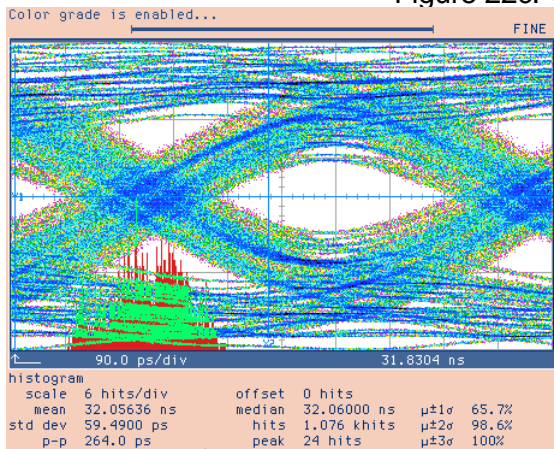 Color grade is enabled...
FINE
90.0 ps/div 31.8304 ns
histogram
scale 6 hits/div offset 0 hits
mean 32.05636 ns median 32.06000 ns µ±1σ 65.7%
std dev 59.4900 ps hits 1.076 khits µ±2σ 98.6%
p-p 264.0 ps peak 24 hits µ±3σ 100%